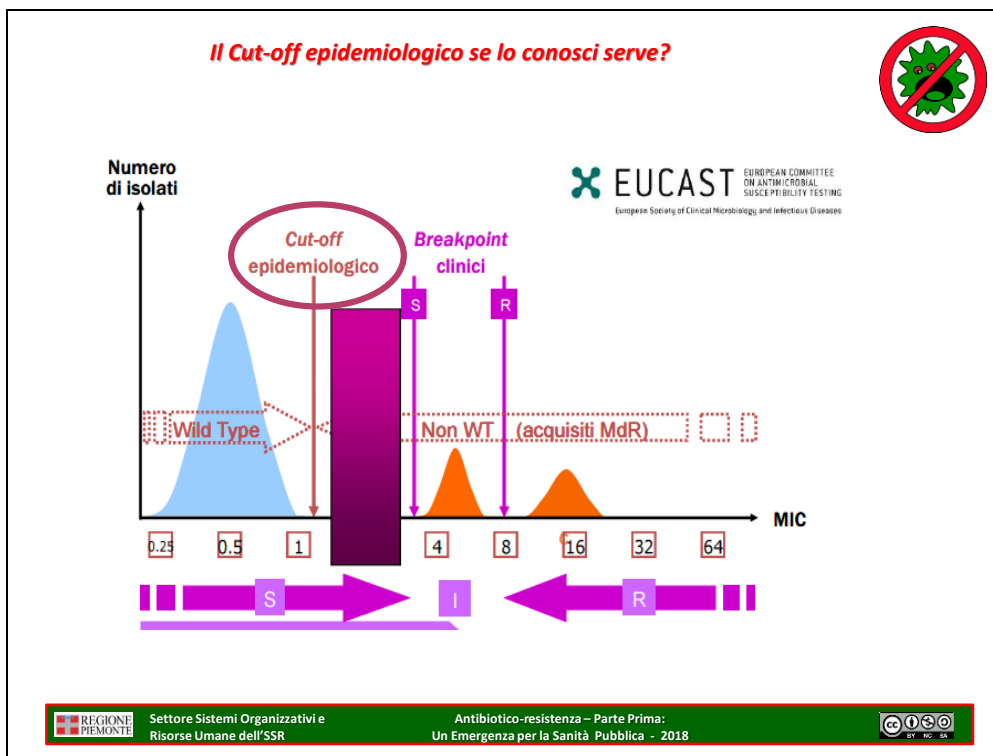 Il Cut-off epidemiologico se lo conosci serve?
Numero
di isolati
EUCAST
EUROPEAN COMMITTEE
ON ANTIMICROBIAL
SUSCEPTIBILITY TESTING
European Society of Clinical Microbiology and Infectious Diseases
Cut-off
epidemiologico
Breakpoint
clinici
S
R
Wild Type
Non WT (acquisiti MdR)
MIC
0.25
0.5
1
4
8
16
32
64
S
I
R
REGIONE
PIEMONTE
Settore Sistemi Organizzativi e
Risorse Umane dell'SSR
Antibiotico-resistenza – Parte Prima:
Un Emergenza per la Sanità Pubblica - 2018
cc
BY NC SA